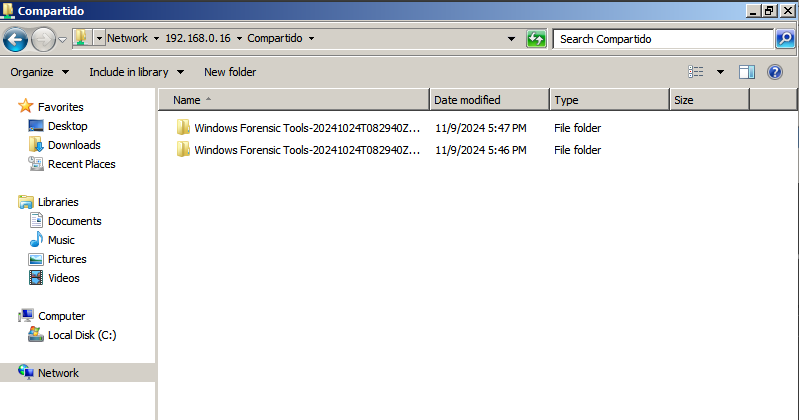 Compartido
Network 192.168.0.16 Compartido Search Compartido
Organize Include in library New folder
Favorites
Desktop
Downloads
Recent Places
Libraries
Documents
Music
Pictures
Videos
Computer
Local Disk (C:)
Network
Name Date modified Type Size
Windows Forensic Tools-20241024T082940Z... 11/9/2024 5:47 PM File folder
Windows Forensic Tools-20241024T082940Z... 11/9/2024 5:46 PM File folder